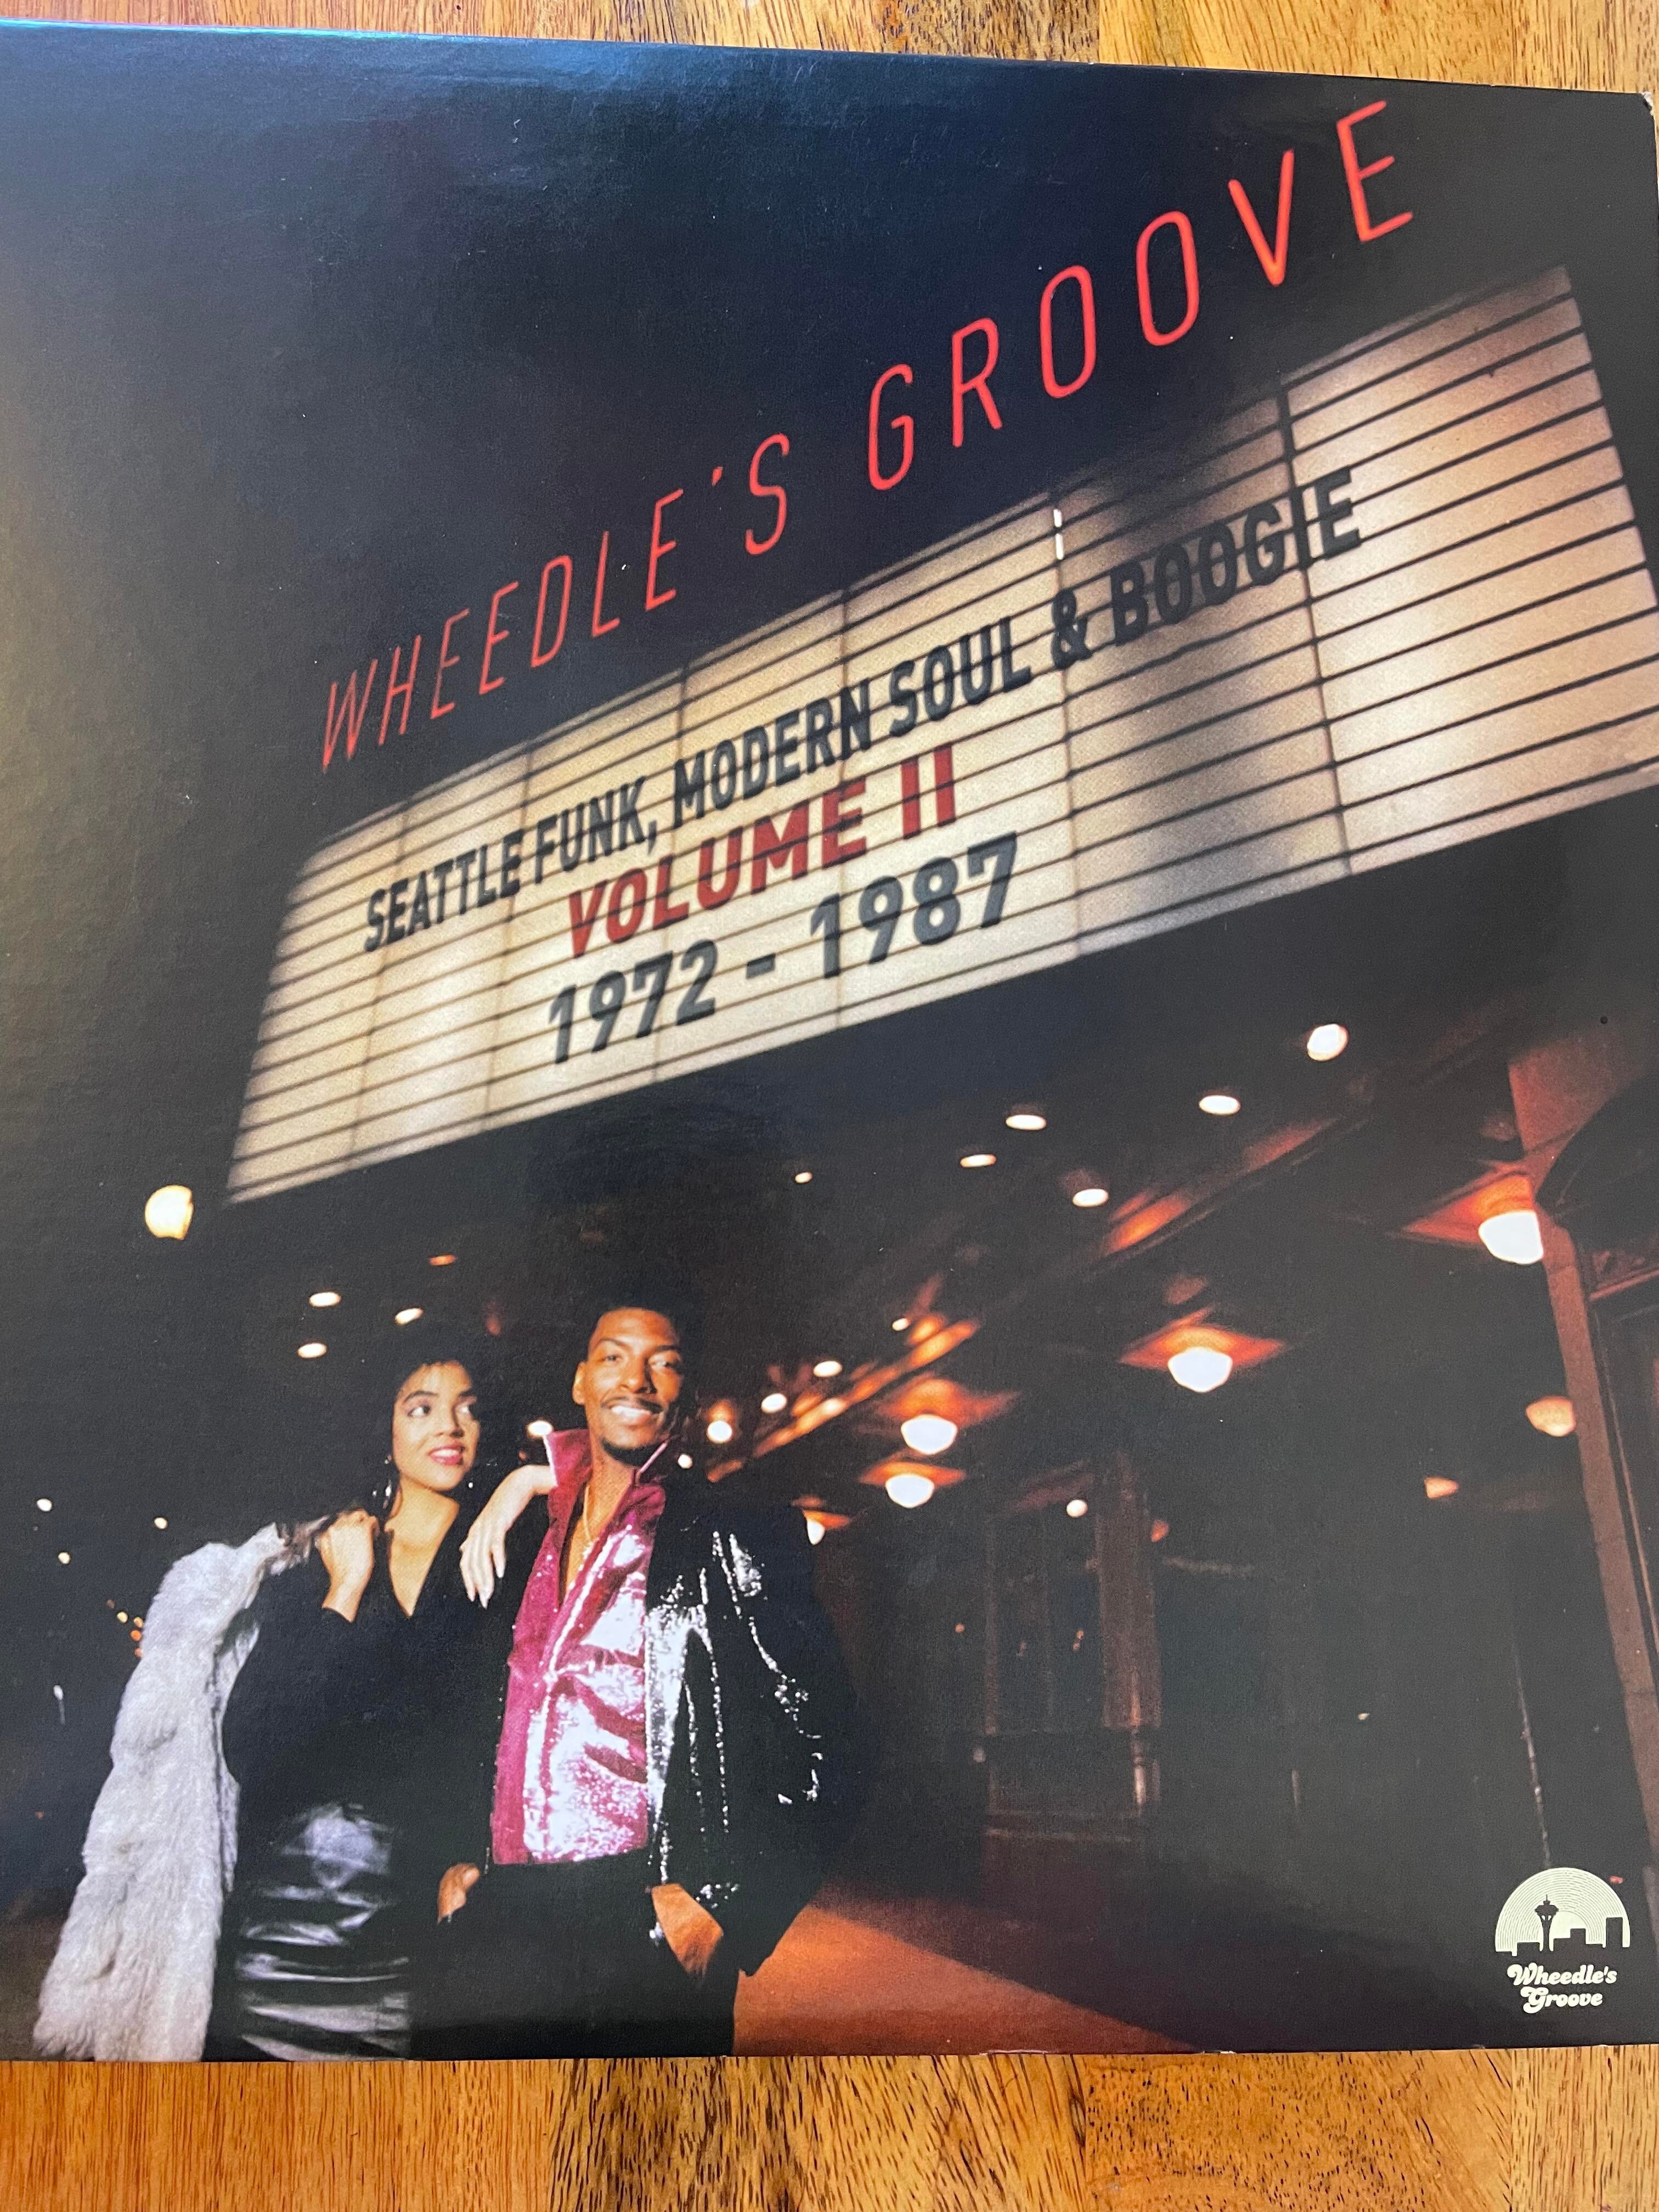 WHEEDLE'S GROOVE
SEATTLE FUNK, MODERN SOUL & BOOGIE
VOLUME II
1972 - 1987
Wheedle's
Groove